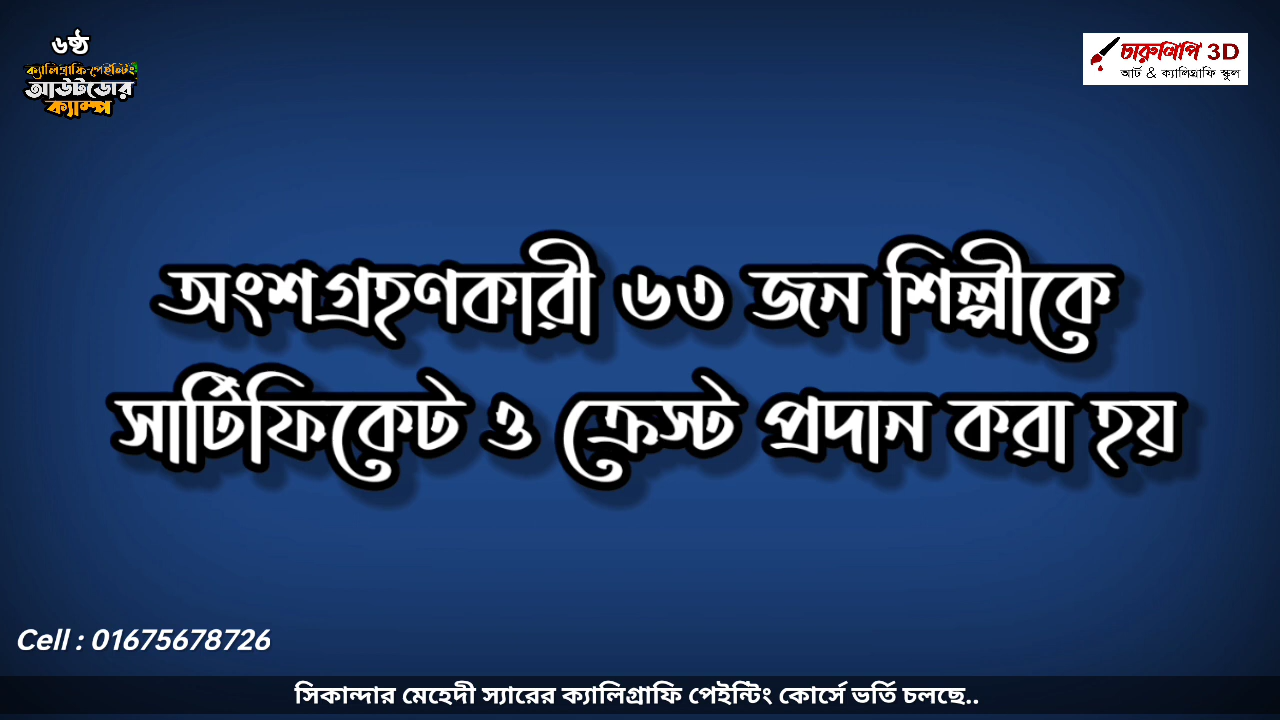 ৬ষ্ঠ
ক্যালিগ্রাফি পেইন্টিং
আউটডোর
ক্যাম্প
চারুলিপি 3D
আর্ট & ক্যালিগ্রাফি স্কুল
অংশগ্রহণকারী ৬৩ জন শিল্পীকে
সার্টিফিকেট ও ক্রেস্ট প্রদান করা হয়
Cell : 01675678726
সিকান্দার মেহেদী স্যারের ক্যালিগ্রাফি পেইন্টিং কোর্সে ভর্তি চলছে..